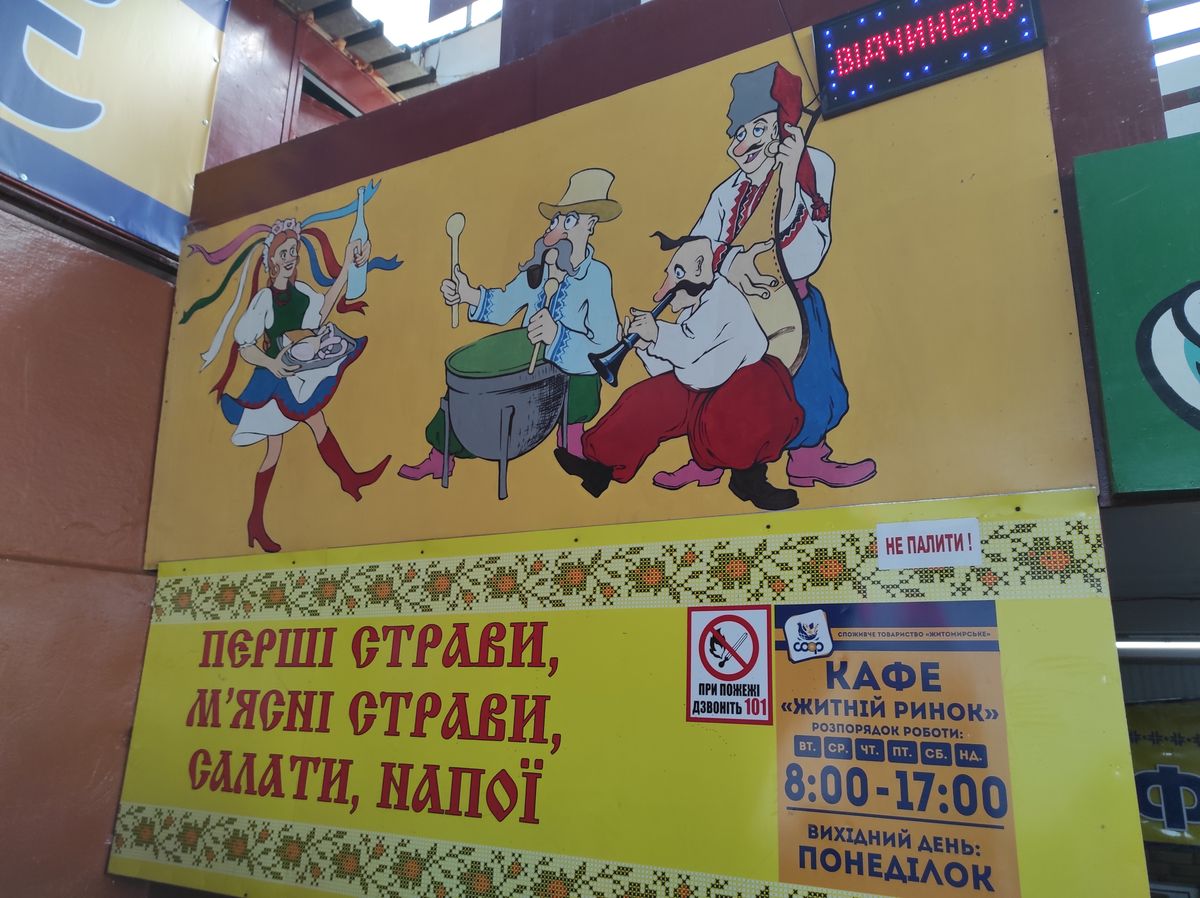 ВІДЧИНЕНО
НЕ ПАЛИТИ !
ПЕРШІ СТРАВИ,
М'ЯСНІ СТРАВИ,
САЛАТИ, НАПОЇ
ПРИ ПОЖЕЖІ
ДЗВОНІТЬ 101
coop
СПОЖИВЧЕ ТОВАРИСТВО «ЖИТОМИРСЬКЕ»
КАФЕ
«ЖИТНІЙ РИНОК»
РОЗПОРЯДОК РОБОТИ:
ВТ. СР. ЧТ. ПТ. СБ. НД.
8:00 - 17:00
ВИХІДНИЙ ДЕНЬ:
ПОНЕДІЛОК
Ф